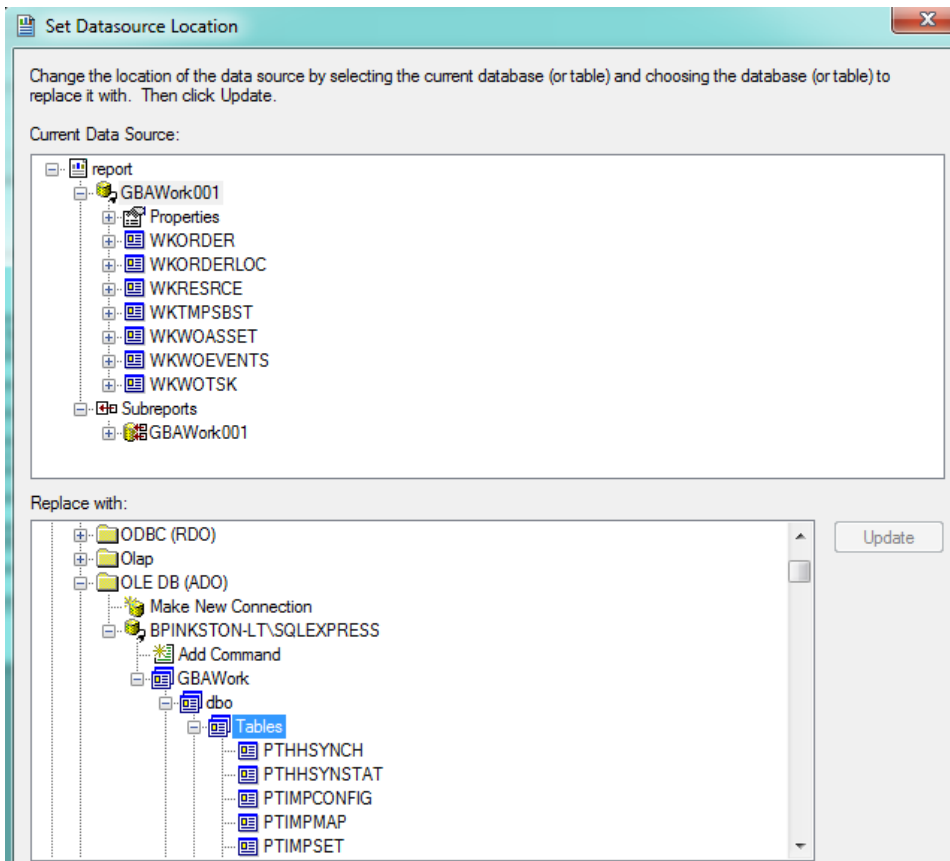 Set Datasource Location
Change the location of the data source by selecting the current database (or table) and choosing the database (or table) to
replace it with.  Then click Update.
Current Data Source:
report
GBAWork001
Properties
WKORDER
WKORDERLOC
WKRESRCE
WKTMPSBST
WKWOASSET
WKWOEVENTS
WKWOTSK
Subreports
GBAWork001
Replace with:
ODBC (RDO)
Olap
OLE DB (ADO)
Make New Connection
BPINKSTON-LT\SQLEXPRESS
Add Command
GBAWork
dbo
Tables
PTHHSYNCH
PTHHSYNSTAT
PTIMPCONFIG
PTIMPMAP
PTIMPSET
Update